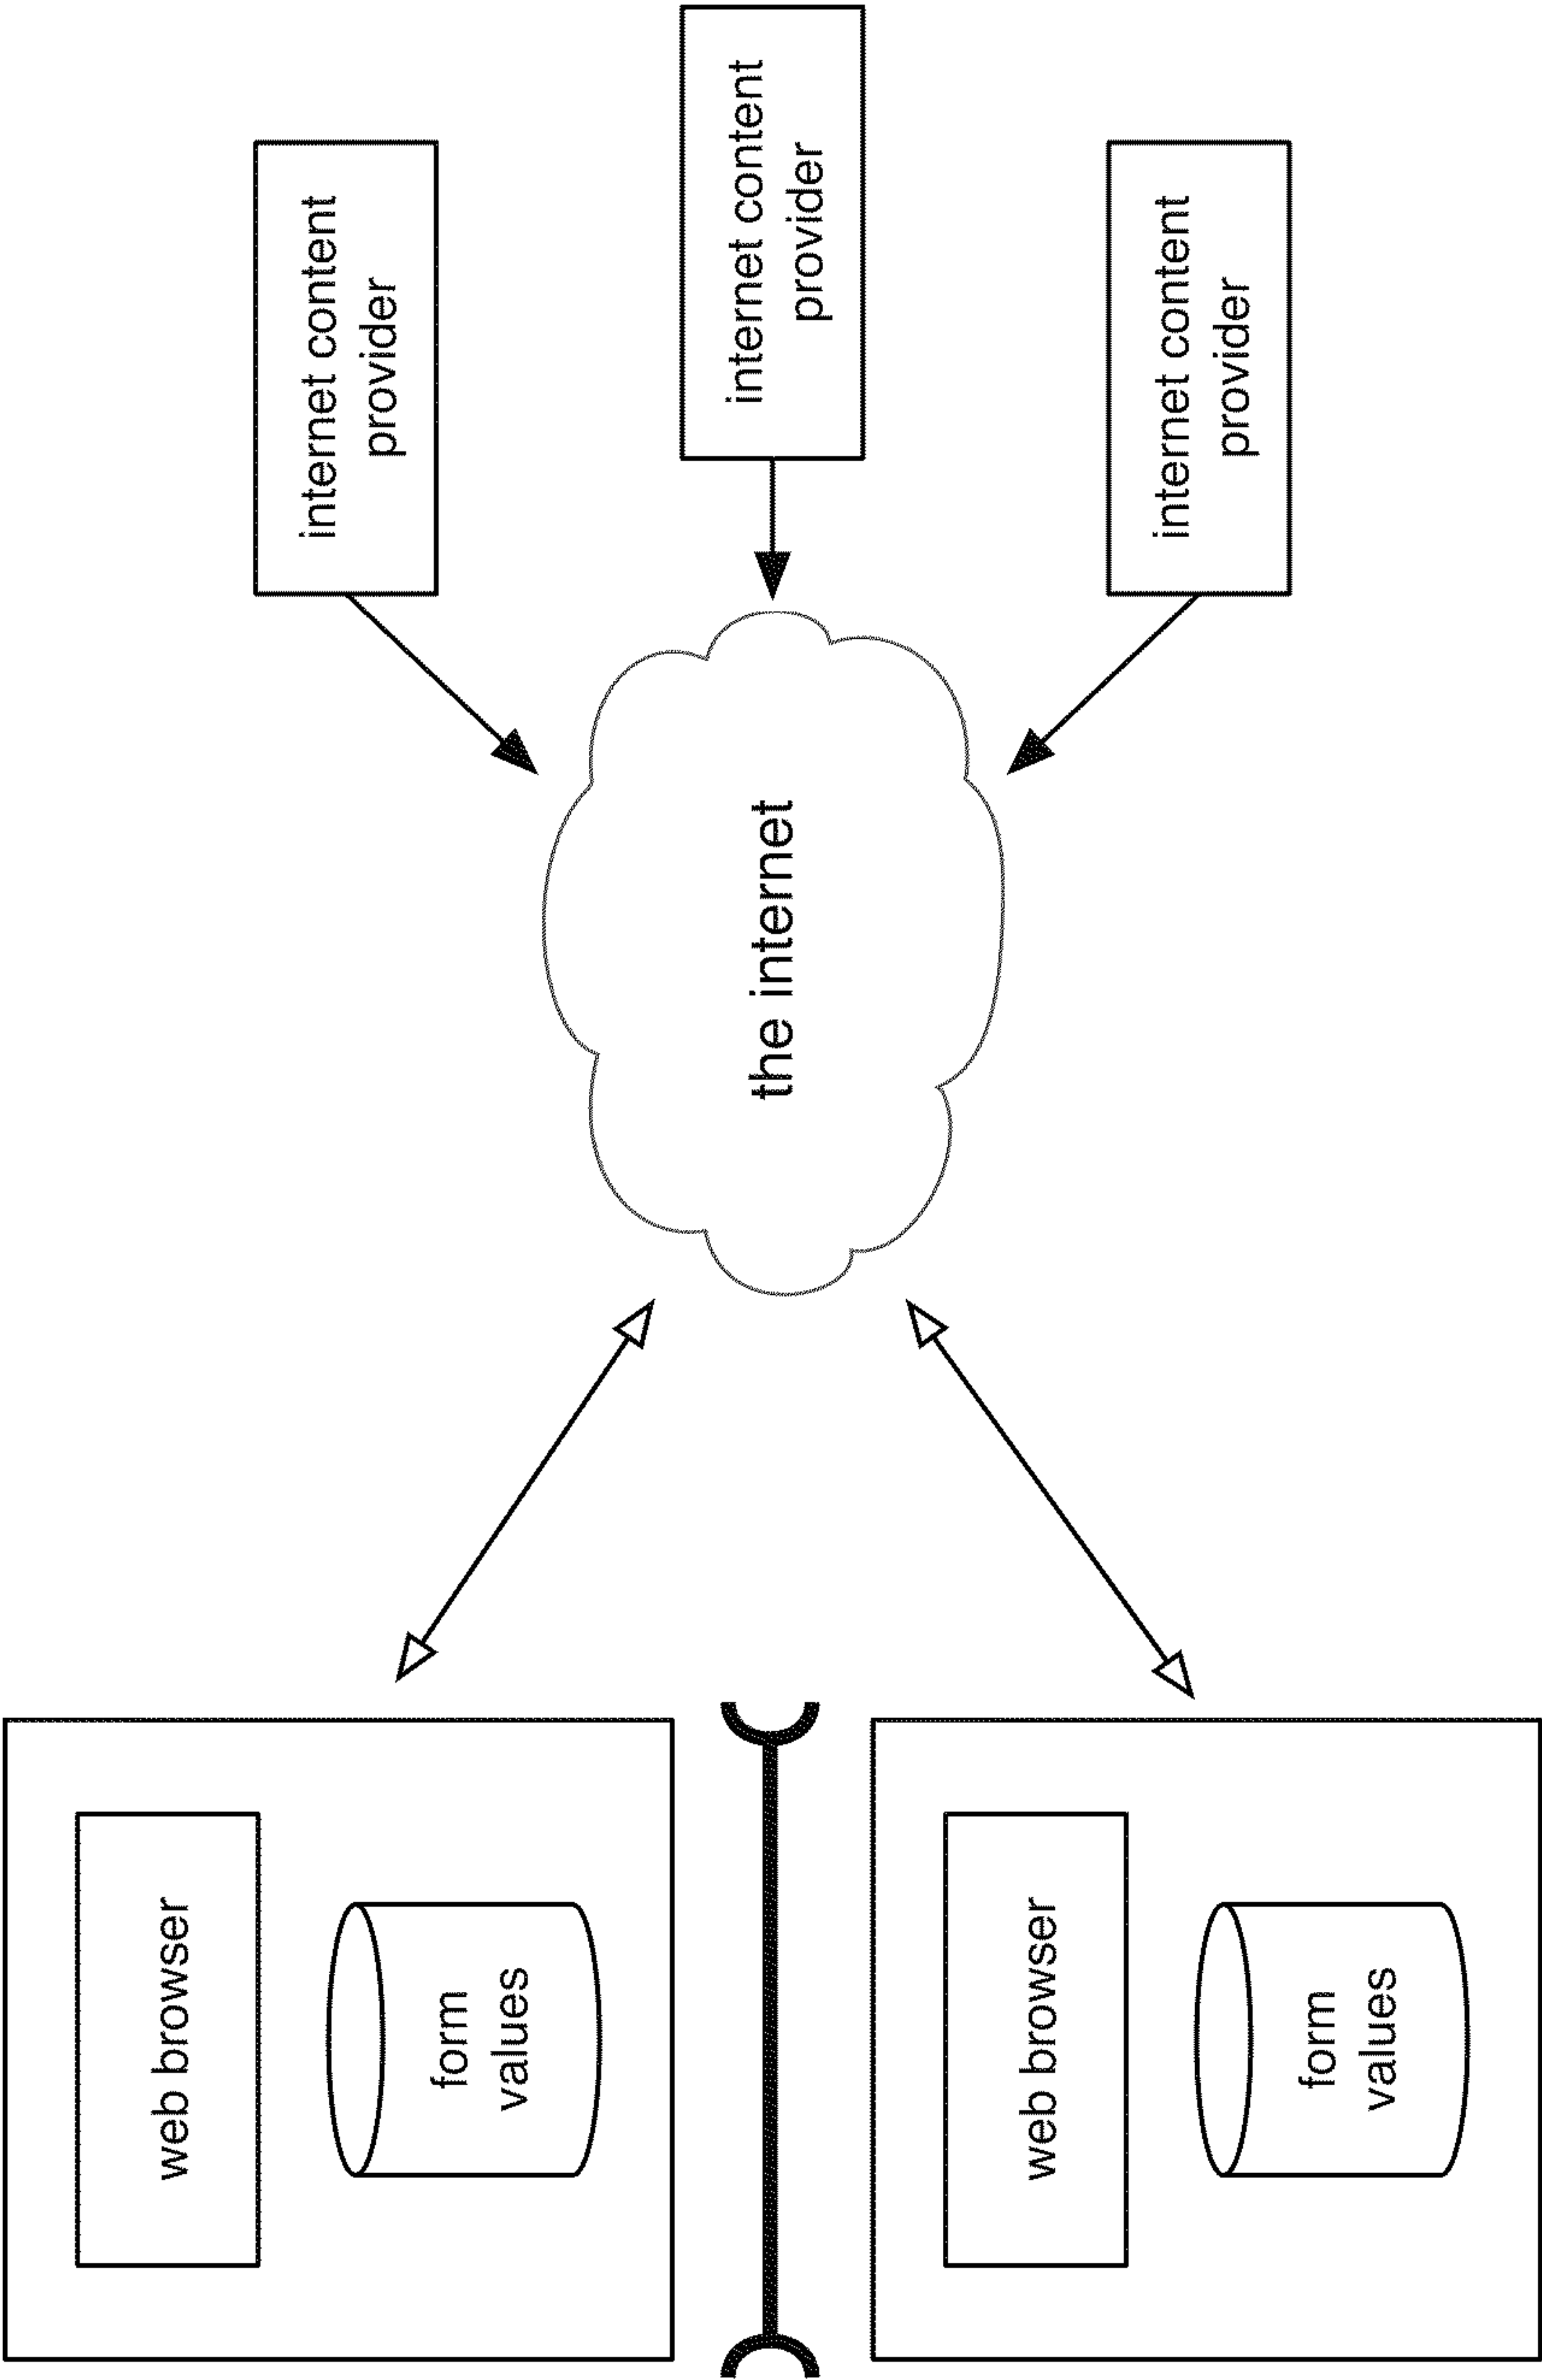 web browser
form
values
web browser
form
values
the internet
internet content
provider
internet content
provider
internet content
provider